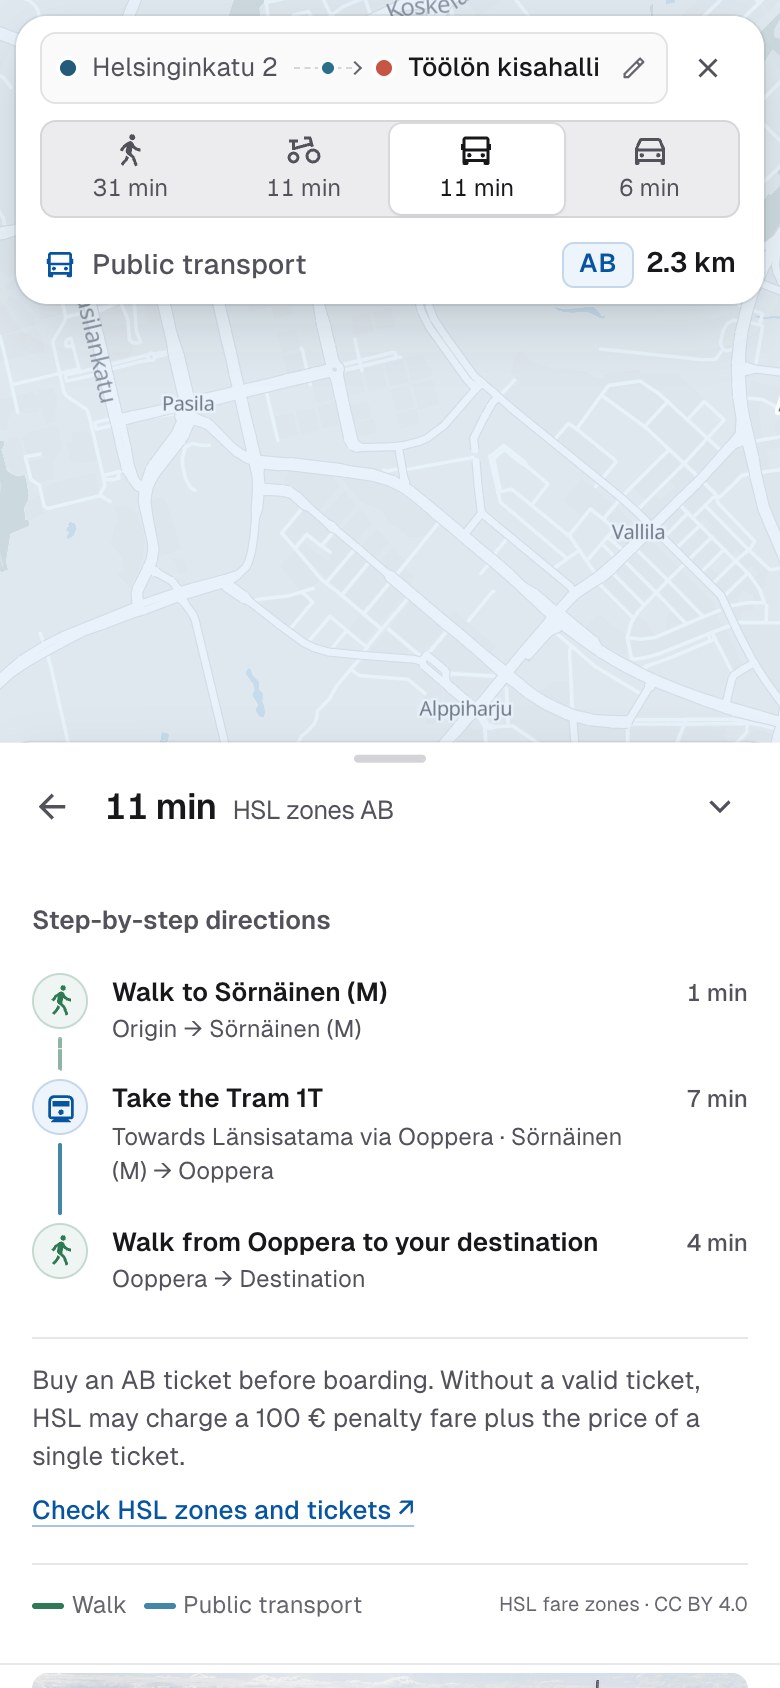 Helsinginkatu 2 Töölön kisahalli
31 min 11 min 11 min 6 min
Public transport AB 2.3 km
Pasila
Vallila
Alppiharju
11 min HSL zones AB
Step-by-step directions
Walk to Sörnäinen (M) 1 min
Origin → Sörnäinen (M)
Take the Tram 1T 7 min
Towards Länsisatama via Ooppera · Sörnäinen
(M) → Ooppera
Walk from Ooppera to your destination 4 min
Ooppera → Destination
Buy an AB ticket before boarding. Without a valid ticket,
HSL may charge a 100 € penalty fare plus the price of a
single ticket.
Check HSL zones and tickets ↗
Walk Public transport HSL fare zones · CC BY 4.0